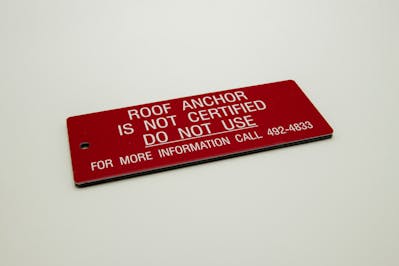 ROOF ANCHOR
IS NOT CERTIFIED
DO NOT USE
FOR MORE INFORMATION CALL 492-4833